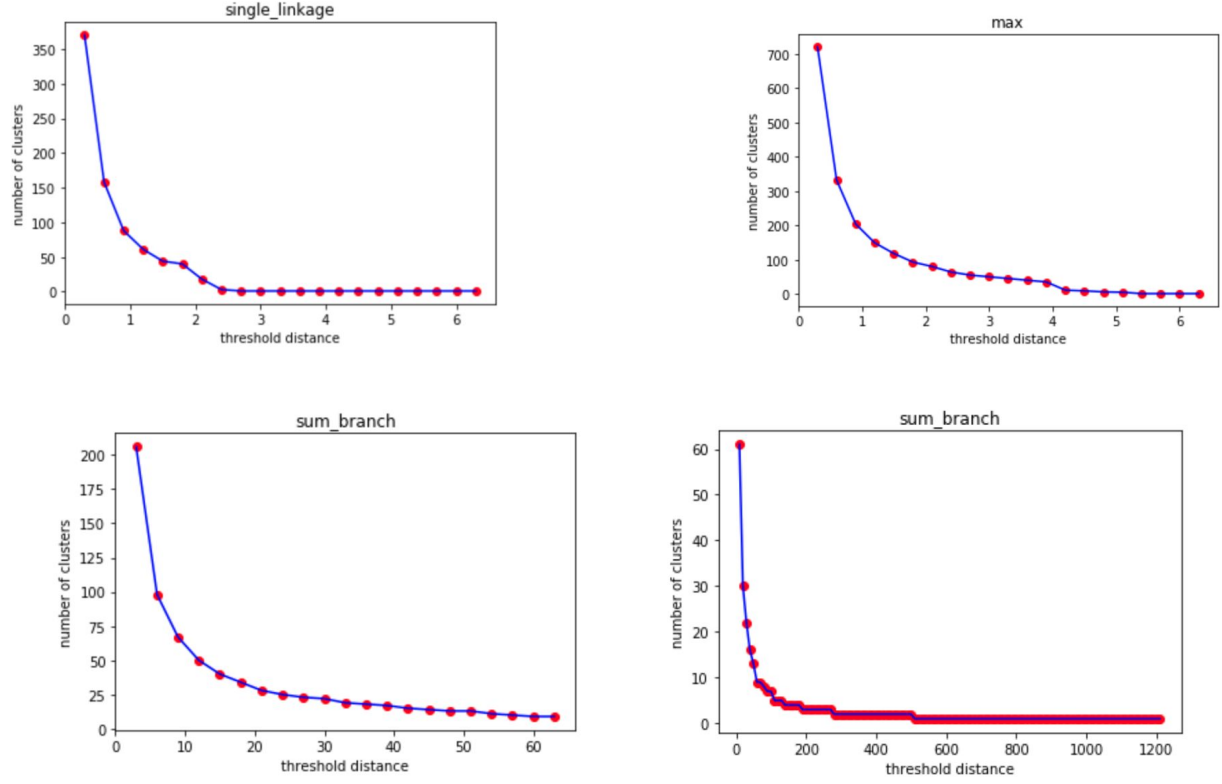 single_linkage
350
300
250
200
150
100
50
0
number of clusters
0 1 2 3 4 5 6
threshold distance
max
700
600
500
400
300
200
100
0
number of clusters
0 1 2 3 4 5 6
threshold distance
sum_branch
200
175
150
125
100
75
50
25
0
number of clusters
0 10 20 30 40 50 60
threshold distance
sum_branch
60
50
40
30
20
10
0
number of clusters
0 200 400 600 800 1000 1200
threshold distance